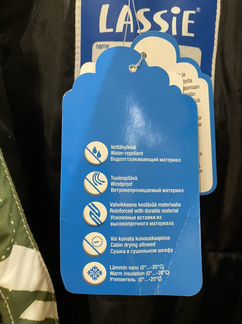 LASSIE®
name
Vettähylkivä
Water-repellent
Водоотталкивающий материал
Tuulenpitävä
Windproof
Ветронепроницаемый материал
Vahvikkeena kestävää materiaalia
Reinforced with durable material
Усиленные вставки из
высокопрочного материала
Voi kuivata kuivauskaapissa
Cabin drying allowed
Сушка в сушильном шкафу
Lämmin vanu (0°...-20°C)
Warm insulation (0°...-20°C)
Утеплитель (0°...-20°C)